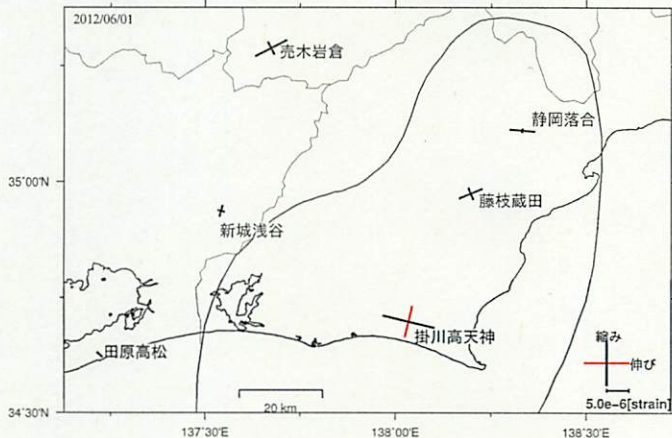 2012/06/01
売木岩倉
静岡落合
35°00'N
藤枝蔵田
新城浅谷
掛川高天神
田原高松
縮み
伸び
5.0e-6[strain]
20 km
34°30'N
137°30'E
138°00'E
138°30'E